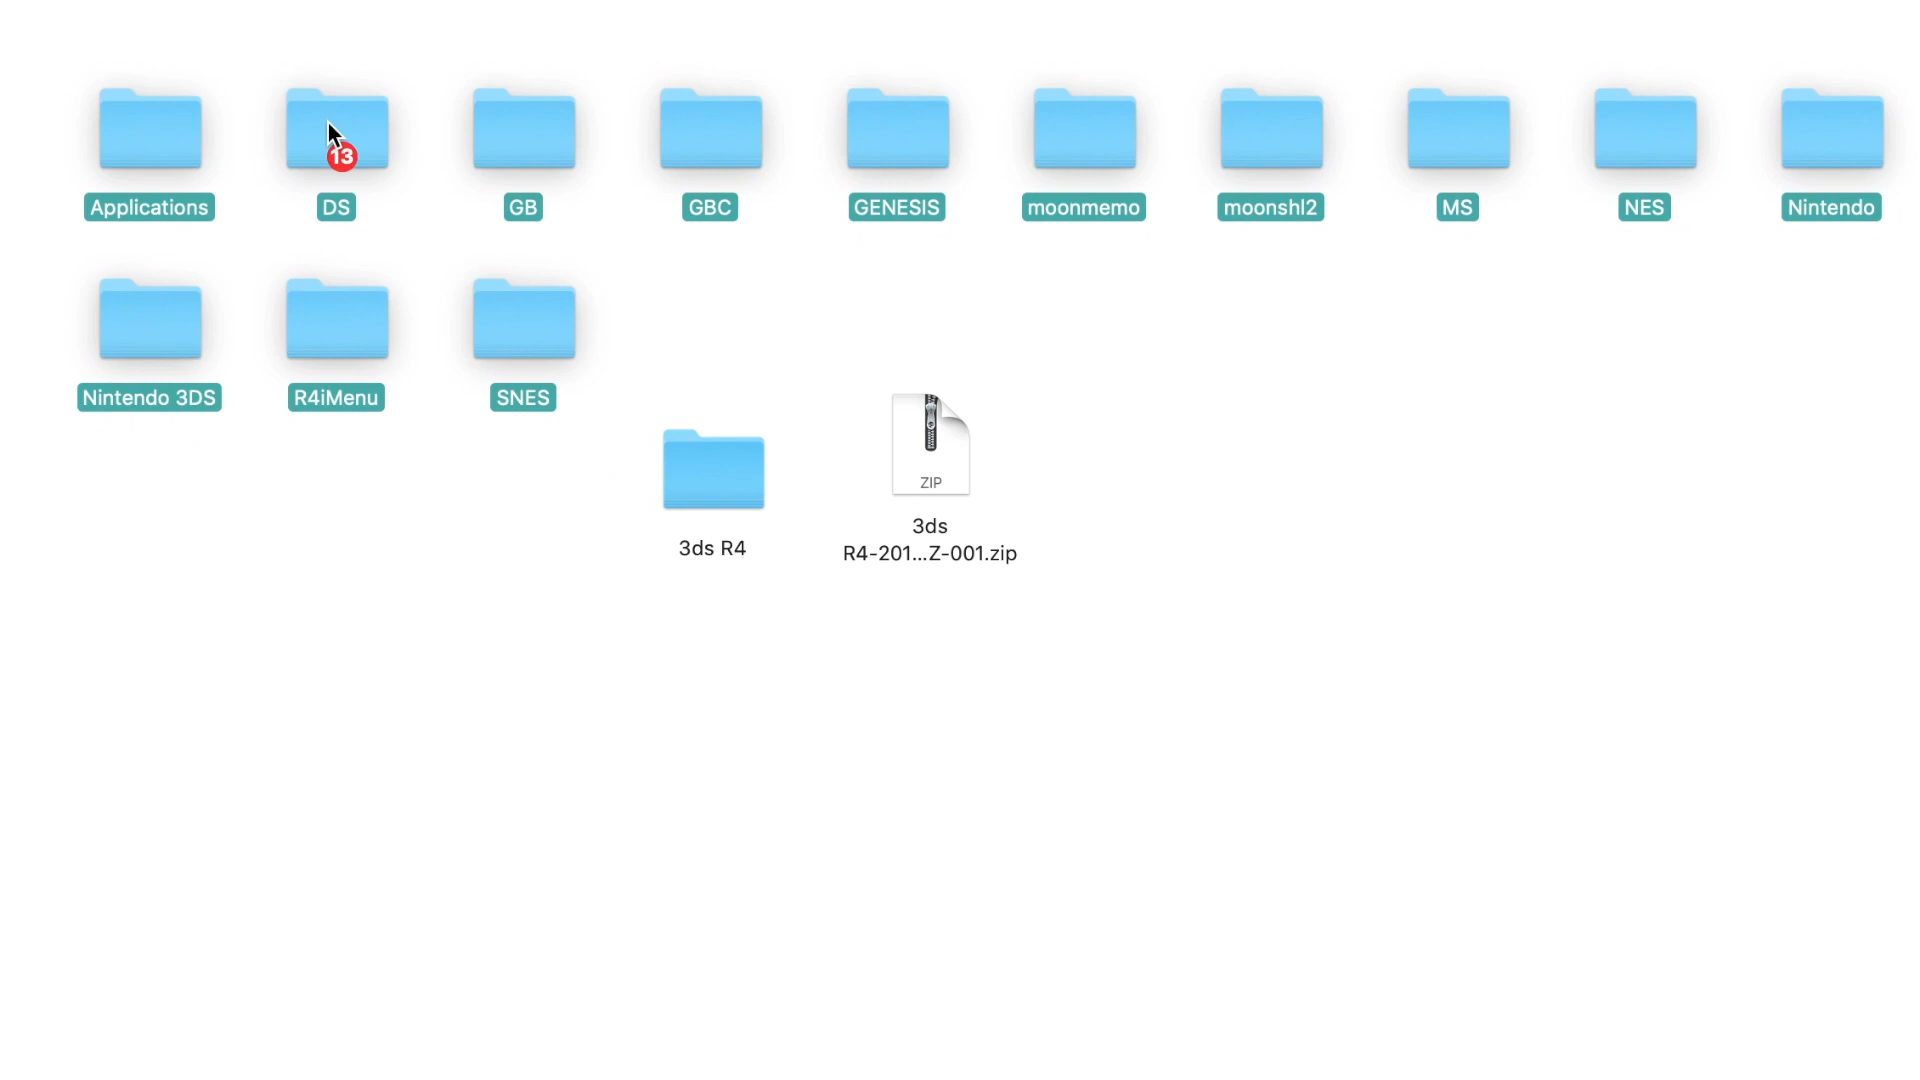 13
Applications
DS
GB
GBC
GENESIS
moonmemo
moonshl2
MS
NES
Nintendo
Nintendo 3DS
R4iMenu
SNES
3ds R4
ZIP
3ds
R4-201...Z-001.zip